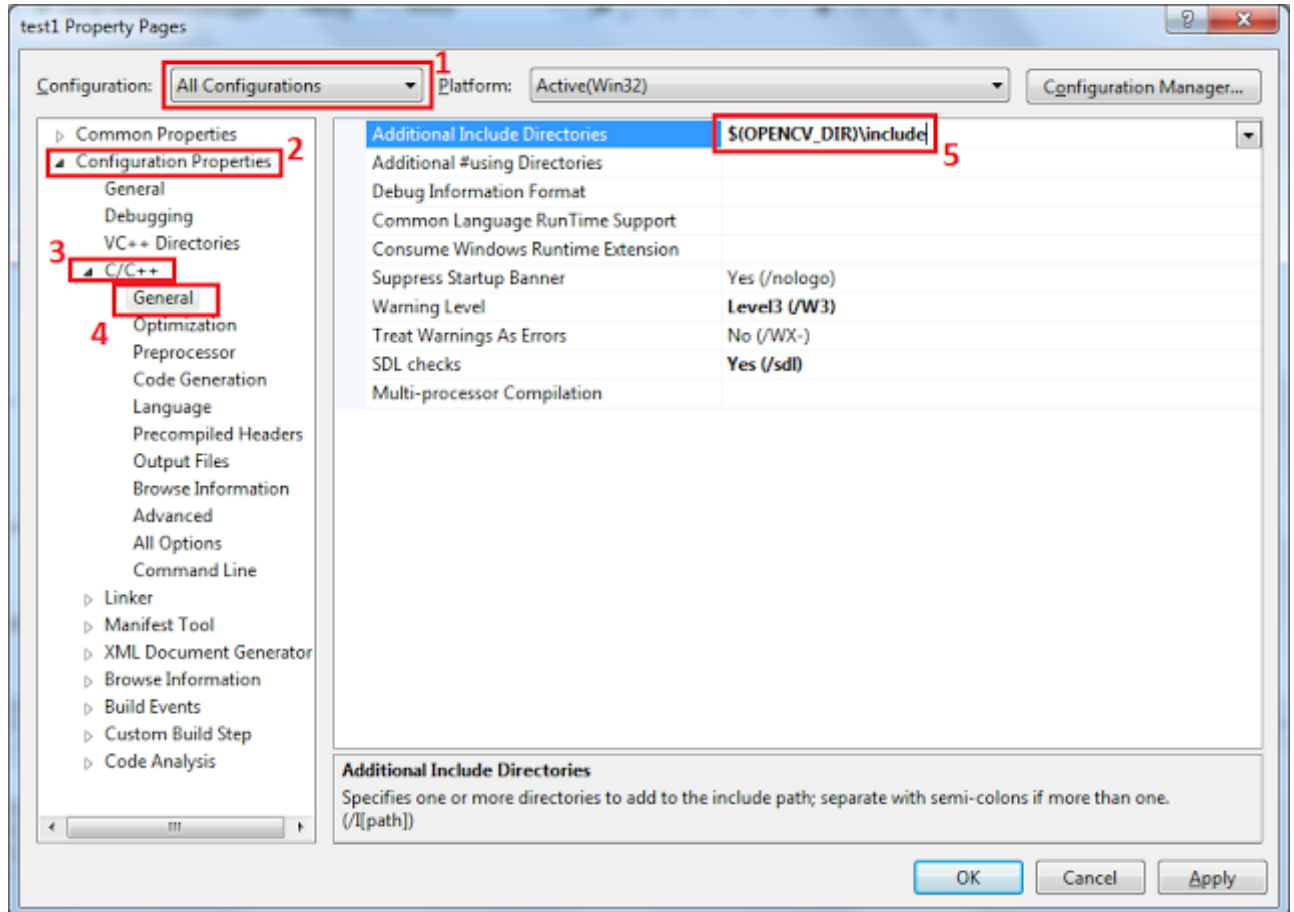 test1 Property Pages
1
Configuration: All Configurations Platform: Active(Win32) Configuration Manager...
Common Properties
Configuration Properties 2
General
Debugging
VC++ Directories
3
C/C++
General
4
Optimization
Preprocessor
Code Generation
Language
Precompiled Headers
Output Files
Browse Information
Advanced
All Options
Command Line
Linker
Manifest Tool
XML Document Generator
Browse Information
Build Events
Custom Build Step
Code Analysis
Additional Include Directories $(OPENCV_DIR)\include
5
Additional #using Directories
Debug Information Format
Common Language RunTime Support
Consume Windows Runtime Extension
Suppress Startup Banner Yes (/nologo)
Warning Level Level3 (/W3)
Treat Warnings As Errors No (/WX-)
SDL checks Yes (/sdl)
Multi-processor Compilation
Additional Include Directories
Specifies one or more directories to add to the include path; separate with semi-colons if more than one.
(/I[path])
OK Cancel Apply